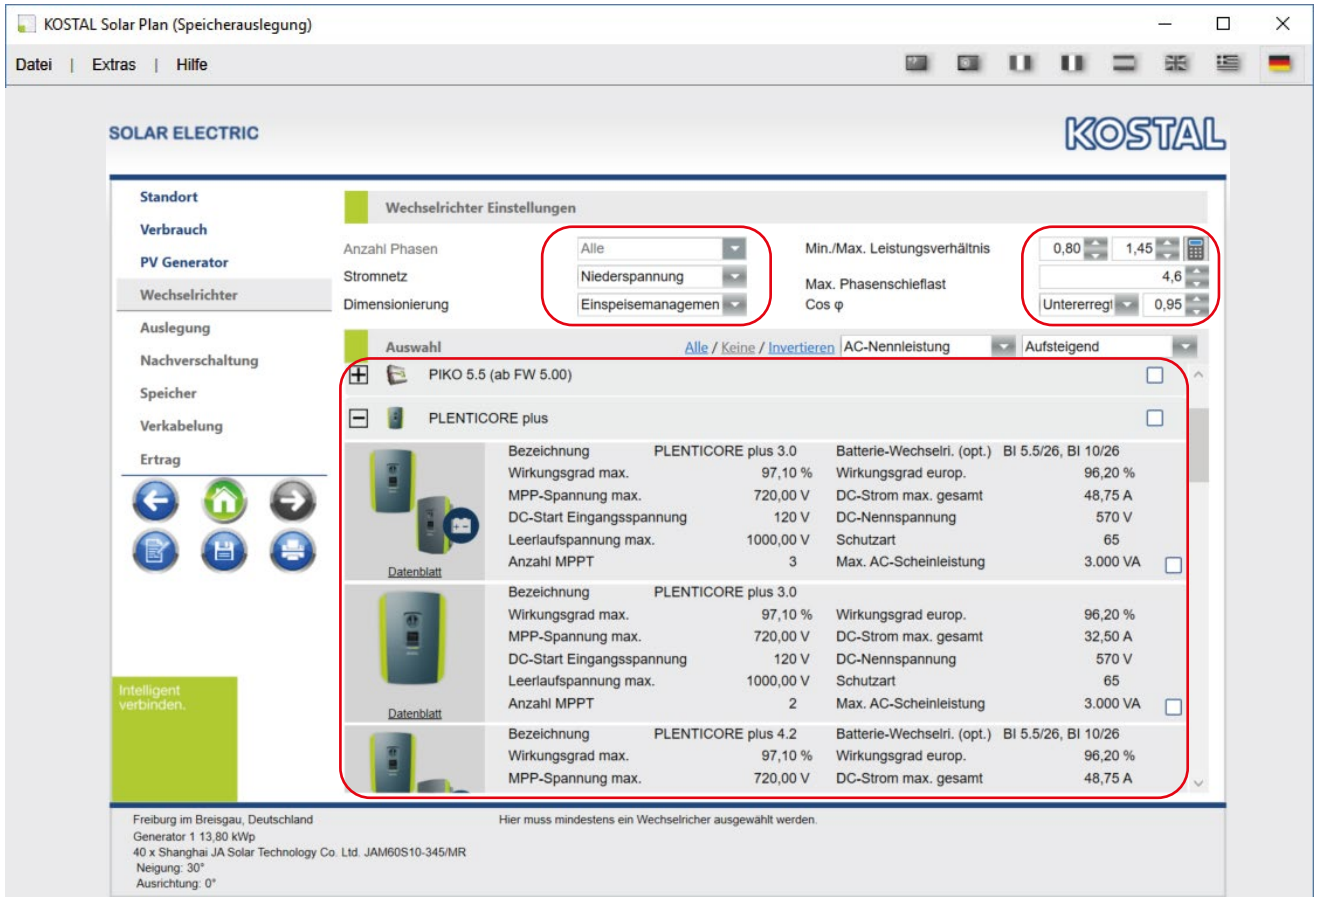 KOSTAL Solar Plan (Speicherauslegung)
Datei | Extras | Hilfe
SOLAR ELECTRIC
KOSTAL
Standort
Verbrauch
PV Generator
Wechselrichter
Auslegung
Nachverschaltung
Speicher
Verkabelung
Ertrag
Intelligent
verbinden.
Wechselrichter Einstellungen
Anzahl Phasen Alle Min./Max. Leistungsverhältnis 0,80 1,45
Stromnetz Niederspannung Max. Phasenschieflast 4,6
Dimensionierung Einspeisemanagemen Cos φ Untererregt 0,95
Auswahl Alle / Keine / Invertieren AC-Nennleistung Aufsteigend
PIKO 5.5 (ab FW 5.00)
PLENTICORE plus
Bezeichnung PLENTICORE plus 3.0 Batterie-Wechselri. (opt.) BI 5.5/26, BI 10/26
Wirkungsgrad max. 97,10 % Wirkungsgrad europ. 96,20 %
MPP-Spannung max. 720,00 V DC-Strom max. gesamt 48,75 A
DC-Start Eingangsspannung 120 V DC-Nennspannung 570 V
Leerlaufspannung max. 1000,00 V Schutzart 65
Anzahl MPPT 3 Max. AC-Scheinleistung 3.000 VA
Datenblatt
Bezeichnung PLENTICORE plus 3.0
Wirkungsgrad max. 97,10 % Wirkungsgrad europ. 96,20 %
MPP-Spannung max. 720,00 V DC-Strom max. gesamt 32,50 A
DC-Start Eingangsspannung 120 V DC-Nennspannung 570 V
Leerlaufspannung max. 1000,00 V Schutzart 65
Anzahl MPPT 2 Max. AC-Scheinleistung 3.000 VA
Datenblatt
Bezeichnung PLENTICORE plus 4.2 Batterie-Wechselri. (opt.) BI 5.5/26, BI 10/26
Wirkungsgrad max. 97,10 % Wirkungsgrad europ. 96,20 %
MPP-Spannung max. 720,00 V DC-Strom max. gesamt 48,75 A
Freiburg im Breisgau, Deutschland
Generator 1 13,80 kWp
40 x Shanghai JA Solar Technology Co. Ltd. JAM60S10-345/MR
Neigung: 30°
Ausrichtung: 0°
Hier muss mindestens ein Wechselricher ausgewählt werden.